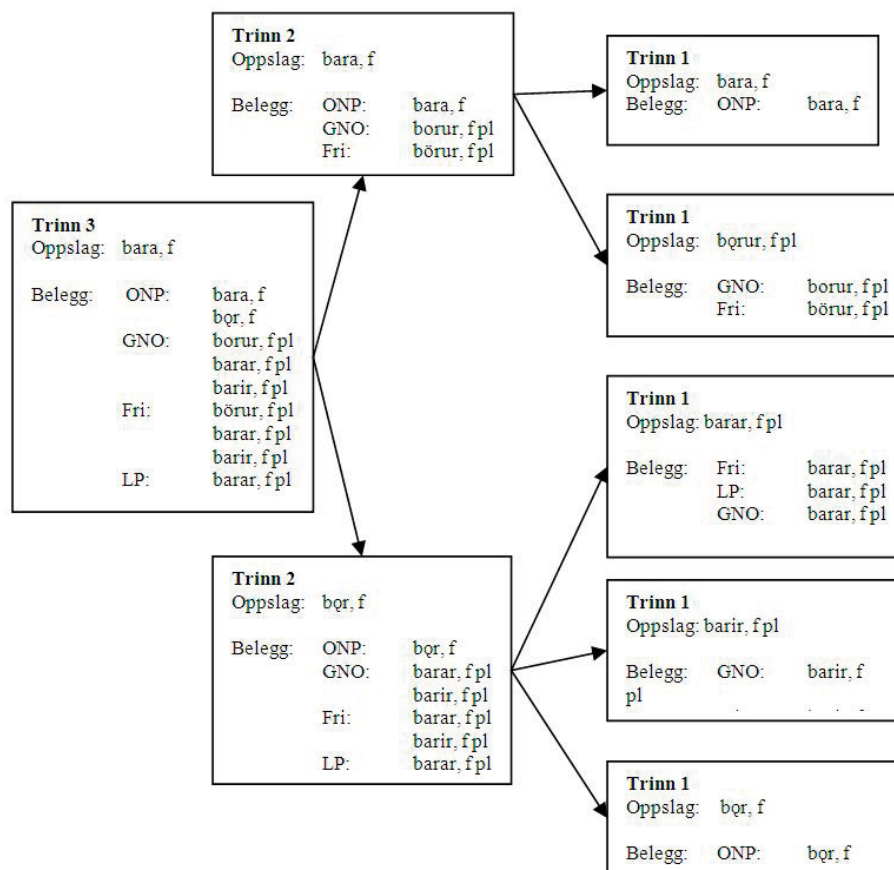 Trinn 2
Oppslag: bara, f
Belegg: ONP: bara, f
GNO: borur, f pl
Fri: börur, f pl
Trinn 1
Oppslag: bara, f
Belegg: ONP: bara, f
Trinn 3
Oppslag: bara, f
Belegg: ONP: bara, f
bǫr, f
GNO: borur, f pl
barar, f pl
barir, f pl
Fri: börur, f pl
barar, f pl
barir, f pl
LP: barar, f pl
Trinn 1
Oppslag: bǫrur, f pl
Belegg: GNO: borur, f pl
Fri: börur, f pl
Trinn 1
Oppslag: barar, f pl
Belegg: Fri: barar, f pl
LP: barar, f pl
GNO: barar, f pl
Trinn 2
Oppslag: bǫr, f
Belegg: ONP: bǫr, f
GNO: barar, f pl
barir, f pl
Fri: barar, f pl
barir, f pl
LP: barar, f pl
Trinn 1
Oppslag: barir, f pl
Belegg: GNO: barir, f
pl
Trinn 1
Oppslag: bǫr, f
Belegg: ONP: bǫr, f